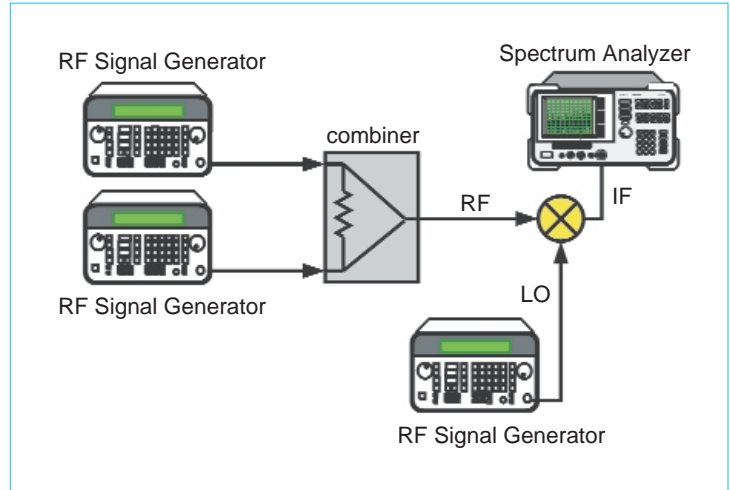 RF Signal Generator
Spectrum Analyzer
combiner
RF
IF
RF Signal Generator
LO
RF Signal Generator